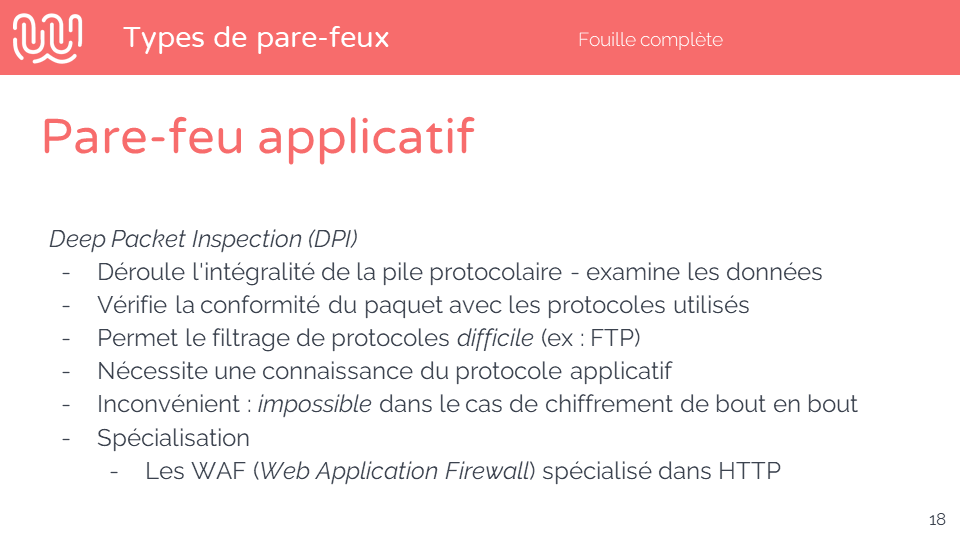 Types de pare-feux
Fouille complète
Pare-feu applicatif
Deep Packet Inspection (DPI)
- Déroule l'intégralité de la pile protocolaire - examine les données
- Vérifie la conformité du paquet avec les protocoles utilisés
- Permet le filtrage de protocoles difficile (ex : FTP)
- Nécessite une connaissance du protocole applicatif
- Inconvénient : impossible dans le cas de chiffrement de bout en bout
- Spécialisation
- Les WAF (Web Application Firewall) spécialisé dans HTTP
18